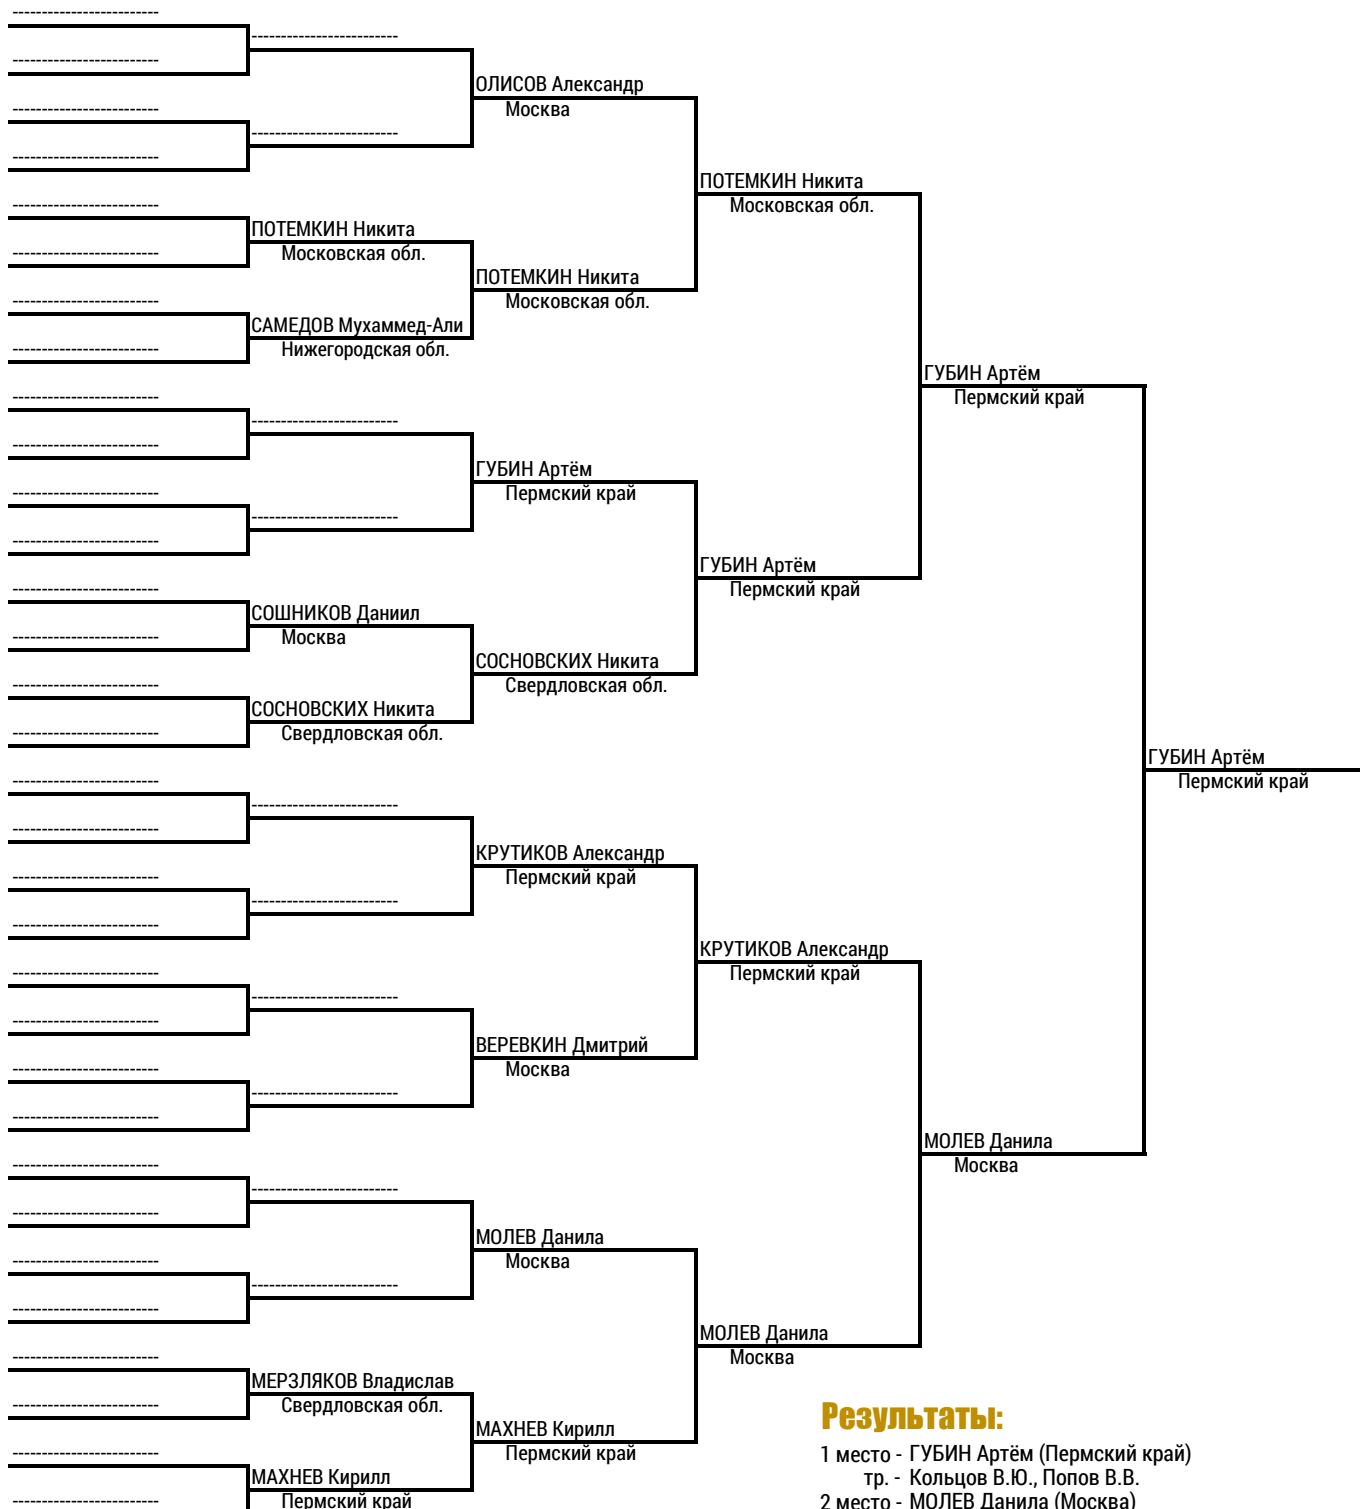 -------------------------
-------------------------
-------------------------
ОЛИСОВ Александр
Москва
-------------------------
-------------------------
-------------------------
ПОТЕМКИН Никита
Московская обл.
-------------------------
ПОТЕМКИН Никита
Московская обл.
-------------------------
ПОТЕМКИН Никита
Московская обл.
-------------------------
САМЕДОВ Мухаммед-Али
Нижегородская обл.
-------------------------
ГУБИН Артём
Пермский край
-------------------------
-------------------------
-------------------------
ГУБИН Артём
Пермский край
-------------------------
-------------------------
-------------------------
ГУБИН Артём
Пермский край
-------------------------
СОШНИКОВ Даниил
Москва
-------------------------
СОСНОВСКИХ Никита
Свердловская обл.
-------------------------
СОСНОВСКИХ Никита
Свердловская обл.
-------------------------
ГУБИН Артём
Пермский край
-------------------------
-------------------------
-------------------------
КРУТИКОВ Александр
Пермский край
-------------------------
-------------------------
-------------------------
КРУТИКОВ Александр
Пермский край
-------------------------
-------------------------
-------------------------
ВЕРЕВКИН Дмитрий
Москва
-------------------------
-------------------------
-------------------------
МОЛЕВ Данила
Москва
-------------------------
-------------------------
-------------------------
МОЛЕВ Данила
Москва
-------------------------
-------------------------
-------------------------
МОЛЕВ Данила
Москва
-------------------------
МЕРЗЛЯКОВ Владислав
Свердловская обл.
-------------------------
МАХНЕВ Кирилл
Пермский край
-------------------------
МАХНЕВ Кирилл
Пермский край
-------------------------
Результаты:
1 место - ГУБИН Артём (Пермский край)
тр. - Кольцов В.Ю., Попов В.В.
2 место - МОЛЕВ Данила (Москва)